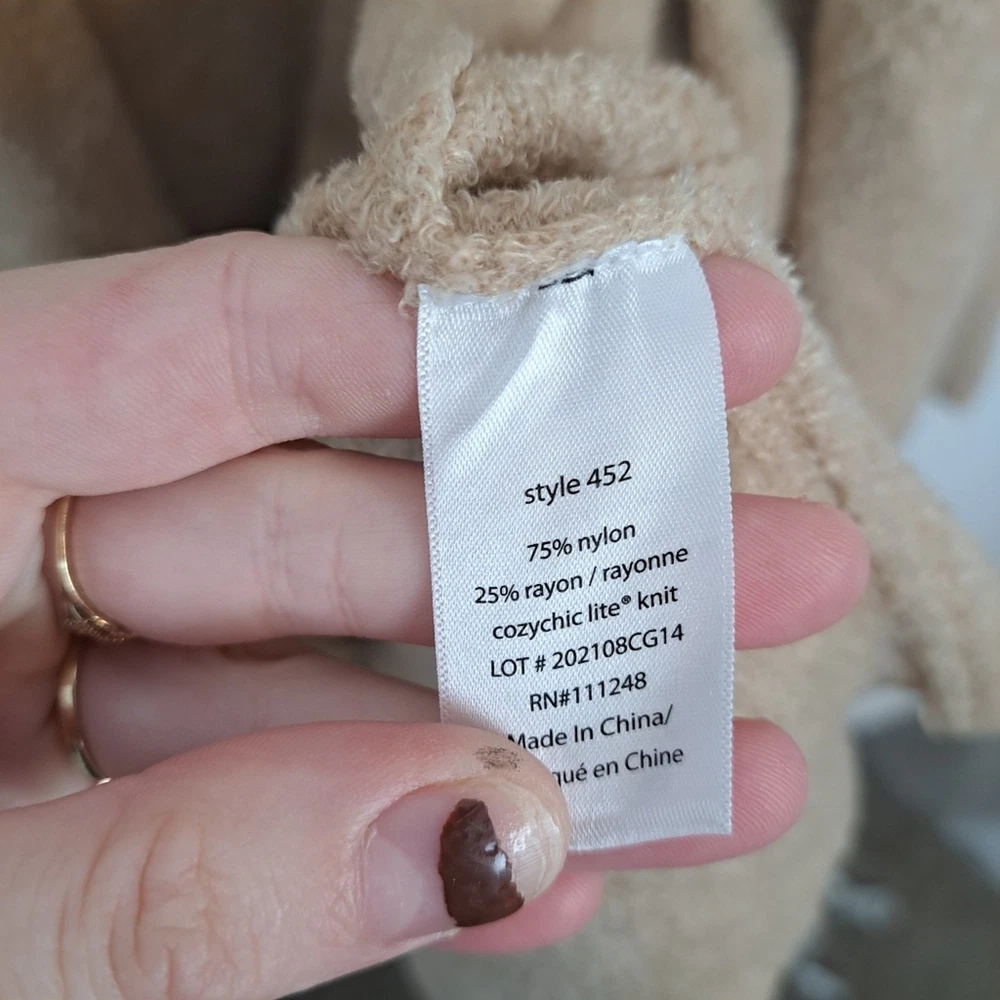 style 452
75% nylon
25% rayon / rayonne
cozychic lite® knit
LOT # 202108CG14
RN#111248
Made In China/
en Chine